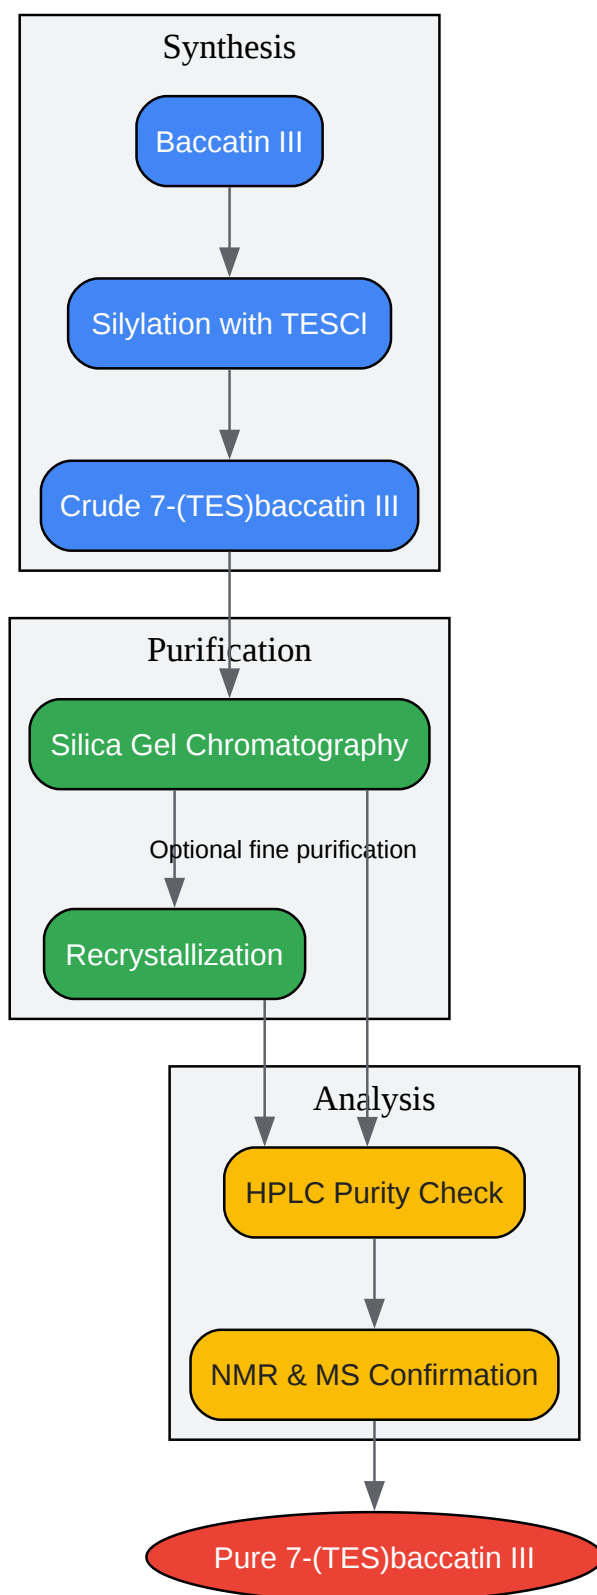 Synthesis
Baccatin III
Silylation with TESCl
Crude 7-(TES)baccatin III
Purification
Silica Gel Chromatography
Optional fine purification
Recrystallization
Analysis
HPLC Purity Check
NMR & MS Confirmation
Pure 7-(TES)baccatin III